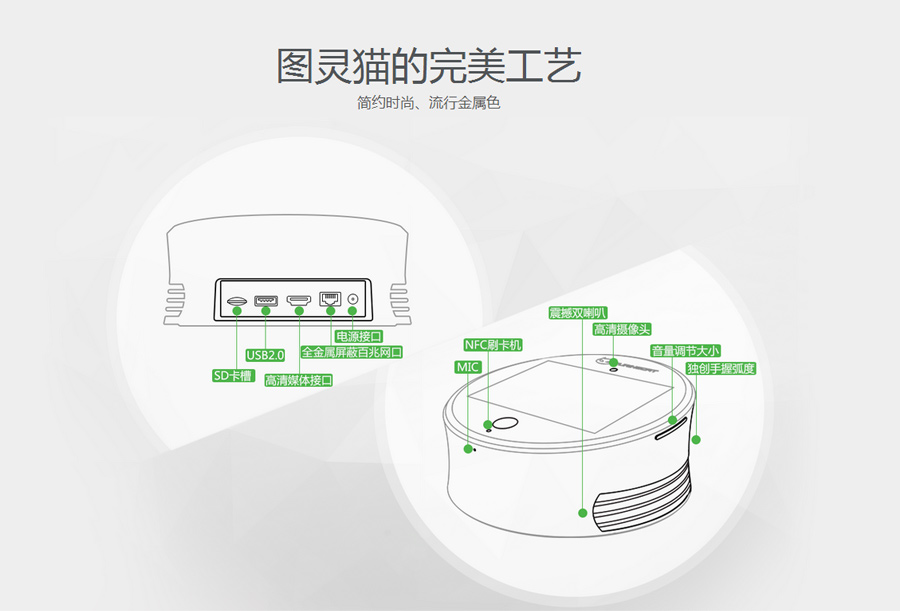 图灵猫的完美工艺
简约时尚、流行金属色
电源接口
USB2.0
全金属屏蔽百兆网口
SD卡槽
高清媒体接口
震撼双喇叭
高清摄像头
NFC刷卡机
音量调节大小
MIC
独创手握弧度